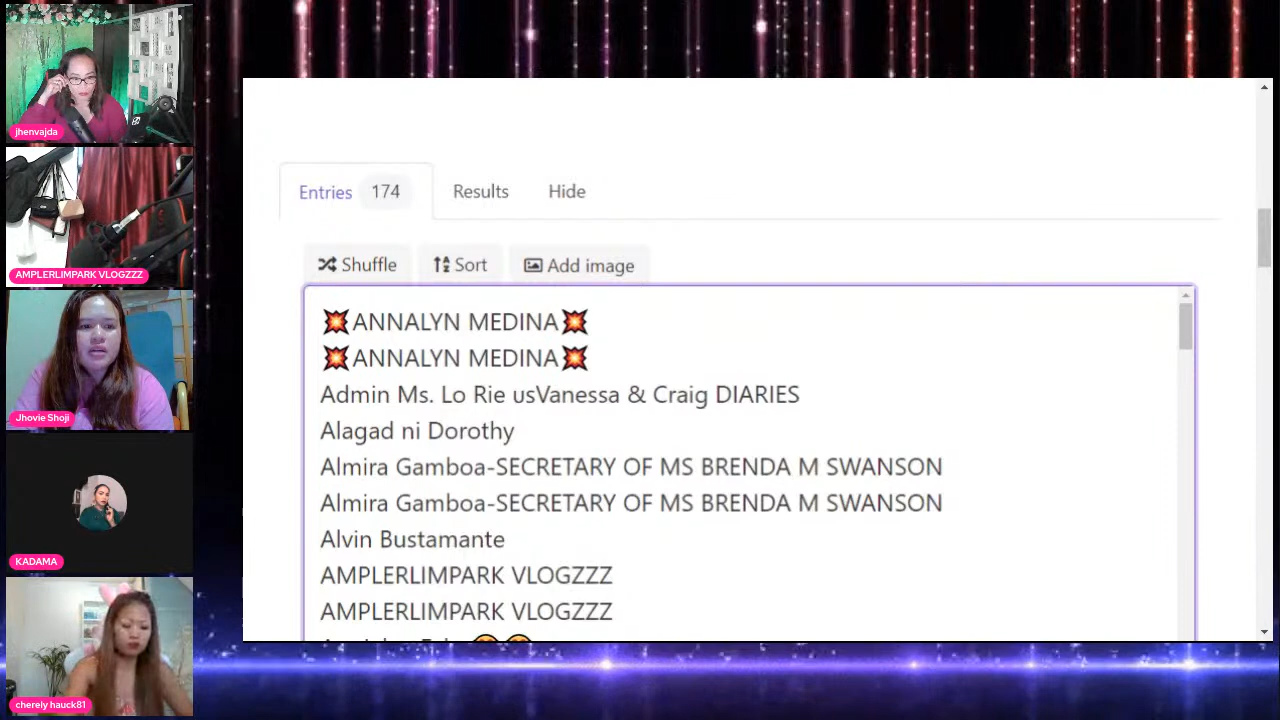 jhenvajda
AMPLERLIMPARK VLOGZZZ
Jhovie Shoji
KADAMA
cherely hauck81
Entries 174 Results Hide
Shuffle Sort Add image
💥ANNALYN MEDINA💥
💥ANNALYN MEDINA💥
Admin Ms. Lo Rie usVanessa & Craig DIARIES
Alagad ni Dorothy
Almira Gamboa-SECRETARY OF MS BRENDA M SWANSON
Almira Gamboa-SECRETARY OF MS BRENDA M SWANSON
Alvin Bustamante
AMPLERLIMPARK VLOGZZZ
AMPLERLIMPARK VLOGZZZ